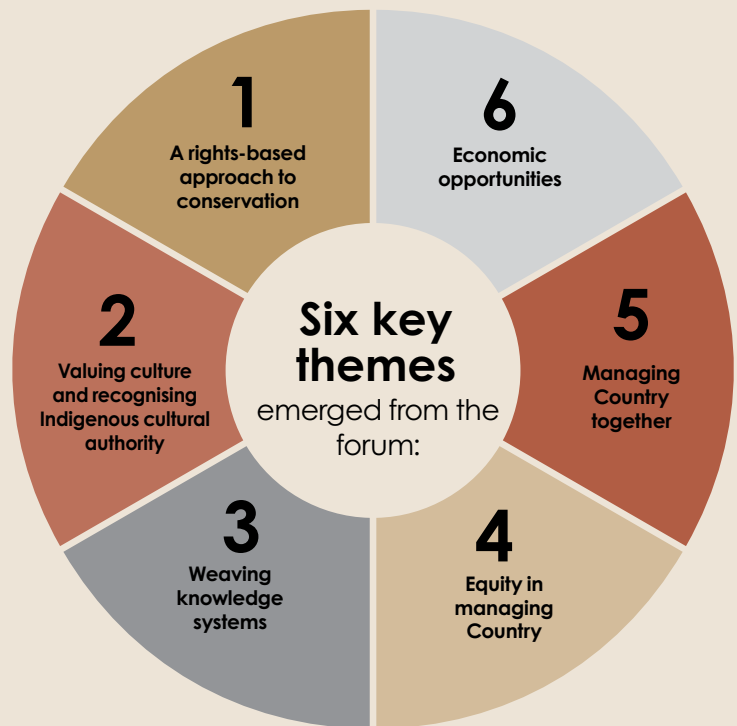 Six key
themes
emerged from the
forum:
1
A rights-based
approach to
conservation
2
Valuing culture
and recognising
Indigenous cultural
authority
3
Weaving
knowledge
systems
4
Equity in
managing
Country
5
Managing
Country
together
6
Economic
opportunities